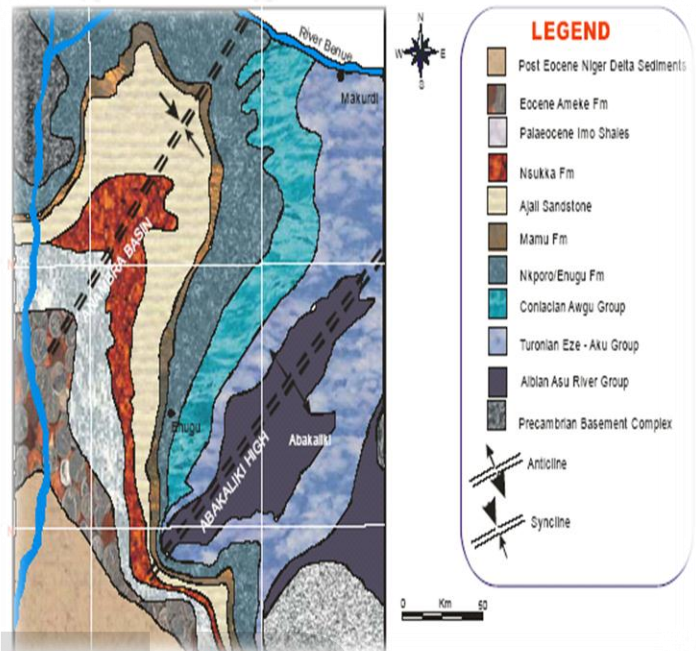 River Benue
Makurdi
ANAMBRA BASIN
Enugu
Abakaliki
ABAKALIKI HIGH
N
W
E
S
LEGEND
Post Eocene Niger Delta Sediments
Eocene Ameke Fm
Palaeocene Imo Shales
Nsukka Fm
Ajali Sandstone
Mamu Fm
Nkporo/Enugu Fm
Coniacian Awgu Group
Turonian Eze - Aku Group
Albian Asu River Group
Precambrian Basement Complex
Anticline
Syncline
0 Km 50